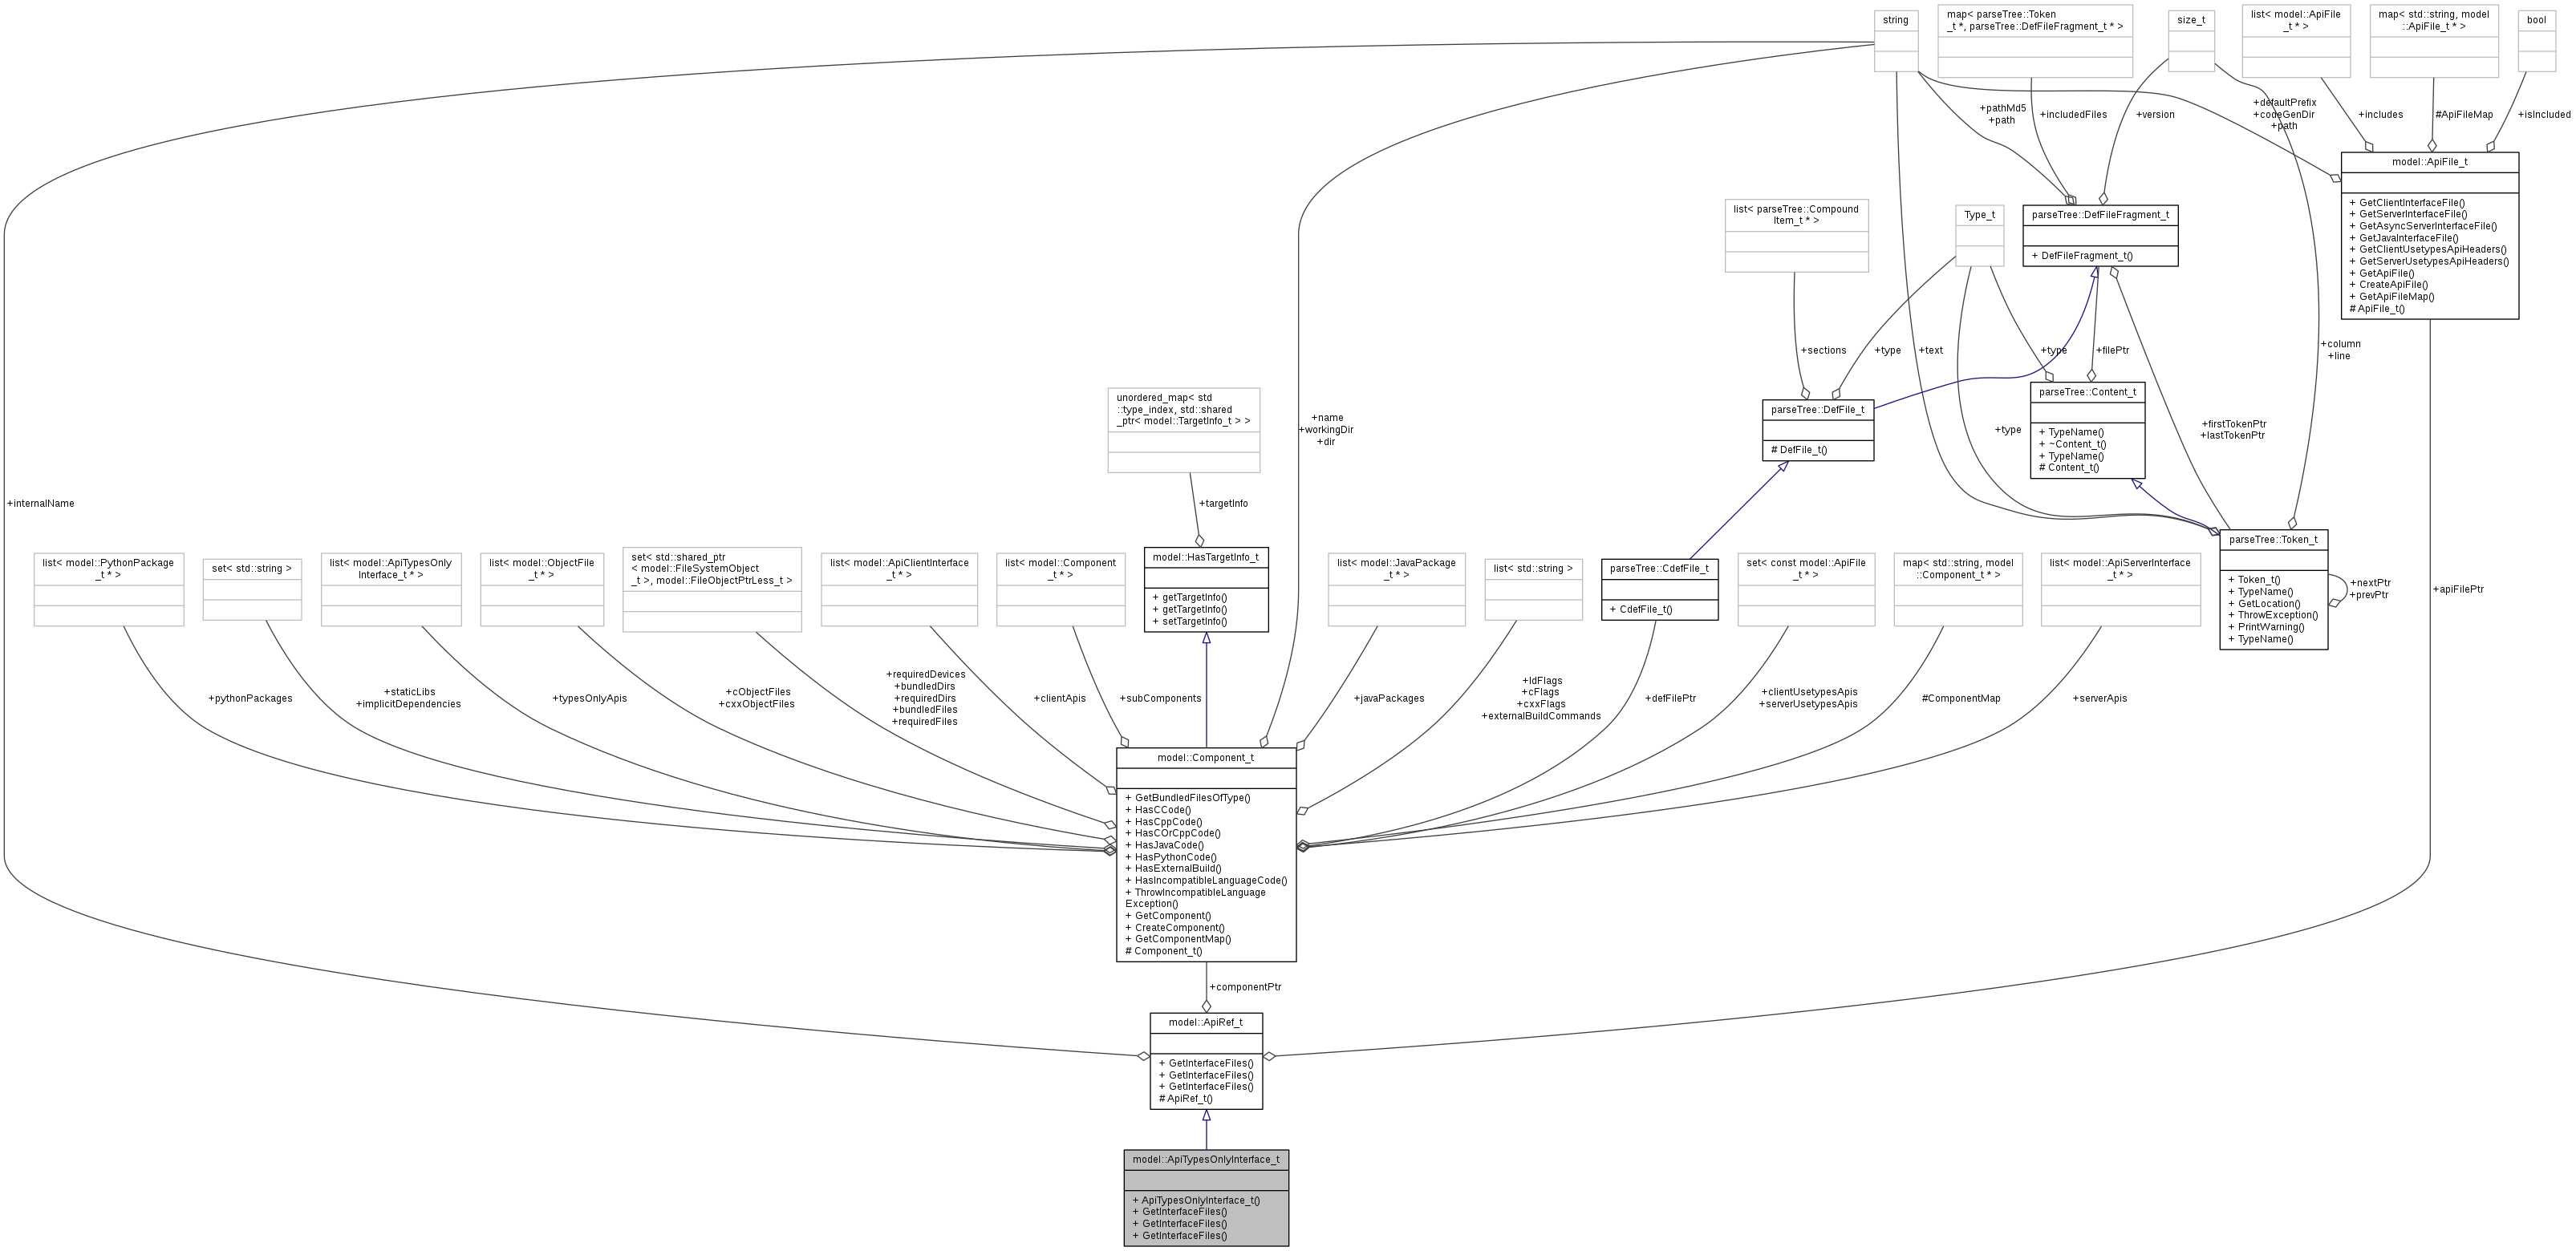 string
map< parseTree::Token
_t *, parseTree::DefFileFragment_t * >
size_t
list< model::ApiFile
_t * >
map< std::string, model
::ApiFile_t * >
bool
+pathMd5
+path
+includedFiles
+version
+defaultPrefix
+codeGenDir
+path
+includes
#ApiFileMap
+isIncluded
model::ApiFile_t
+ GetClientInterfaceFile()
+ GetServerInterfaceFile()
+ GetAsyncServerInterfaceFile()
+ GetJavaInterfaceFile()
+ GetClientUsetypesApiHeaders()
+ GetServerUsetypesApiHeaders()
+ GetApiFile()
+ CreateApiFile()
+ GetApiFileMap()
# ApiFile_t()
list< parseTree::Compound
Item_t * >
Type_t
parseTree::DefFileFragment_t
+ DefFileFragment_t()
+sections
+type
+text
+type
+filePtr
+column
+line
unordered_map< std
::type_index, std::shared
_ptr< model::TargetInfo_t > >
+name
+workingDir
+dir
parseTree::DefFile_t
# DefFile_t()
+type
parseTree::Content_t
+ TypeName()
+ ~Content_t()
+ TypeName()
# Content_t()
+firstTokenPtr
+lastTokenPtr
+internalName
+targetInfo
list< model::PythonPackage
_t * >
set< std::string >
list< model::ApiTypesOnly
Interface_t * >
list< model::ObjectFile
_t * >
set< std::shared_ptr
< model::FileSystemObject
_t >, model::FileObjectPtrLess_t >
list< model::ApiClientInterface
_t * >
list< model::Component
_t * >
model::HasTargetInfo_t
+ getTargetInfo()
+ getTargetInfo()
+ setTargetInfo()
list< model::JavaPackage
_t * >
list< std::string >
parseTree::CdefFile_t
+ CdefFile_t()
set< const model::ApiFile
_t * >
map< std::string, model
::Component_t * >
list< model::ApiServerInterface
_t * >
parseTree::Token_t
+ Token_t()
+ TypeName()
+ GetLocation()
+ ThrowException()
+ PrintWarning()
+ TypeName()
+nextPtr
+prevPtr
+apiFilePtr
+pythonPackages
+staticLibs
+implicitDependencies
+typesOnlyApis
+cObjectFiles
+cxxObjectFiles
+requiredDevices
+bundledDirs
+requiredDirs
+bundledFiles
+requiredFiles
+clientApis
+subComponents
+javaPackages
+ldFlags
+cFlags
+cxxFlags
+externalBuildCommands
+defFilePtr
+clientUsetypesApis
+serverUsetypesApis
#ComponentMap
+serverApis
model::Component_t
+ GetBundledFilesOfType()
+ HasCCode()
+ HasCppCode()
+ HasCOrCppCode()
+ HasJavaCode()
+ HasPythonCode()
+ HasExternalBuild()
+ HasIncompatibleLanguageCode()
+ ThrowIncompatibleLanguage
Exception()
+ GetComponent()
+ CreateComponent()
+ GetComponentMap()
# Component_t()
+componentPtr
model::ApiRef_t
+ GetInterfaceFiles()
+ GetInterfaceFiles()
+ GetInterfaceFiles()
# ApiRef_t()
model::ApiTypesOnlyInterface_t
+ ApiTypesOnlyInterface_t()
+ GetInterfaceFiles()
+ GetInterfaceFiles()
+ GetInterfaceFiles()